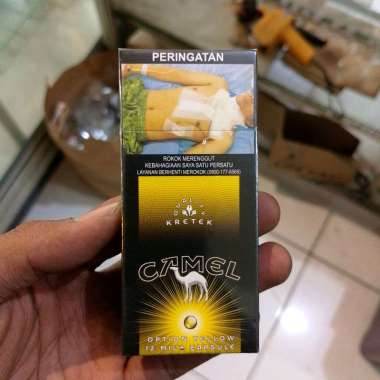 PERINGATAN
ROKOK MERENGGUT
KEBAHAGIAAN SAYA SATU PERSATU
LAYANAN BERHENTI MEROKOK (0800-177-6565)
KRETEK
CAMEL
OPTION YELLOW
12 MILD CAPSULE